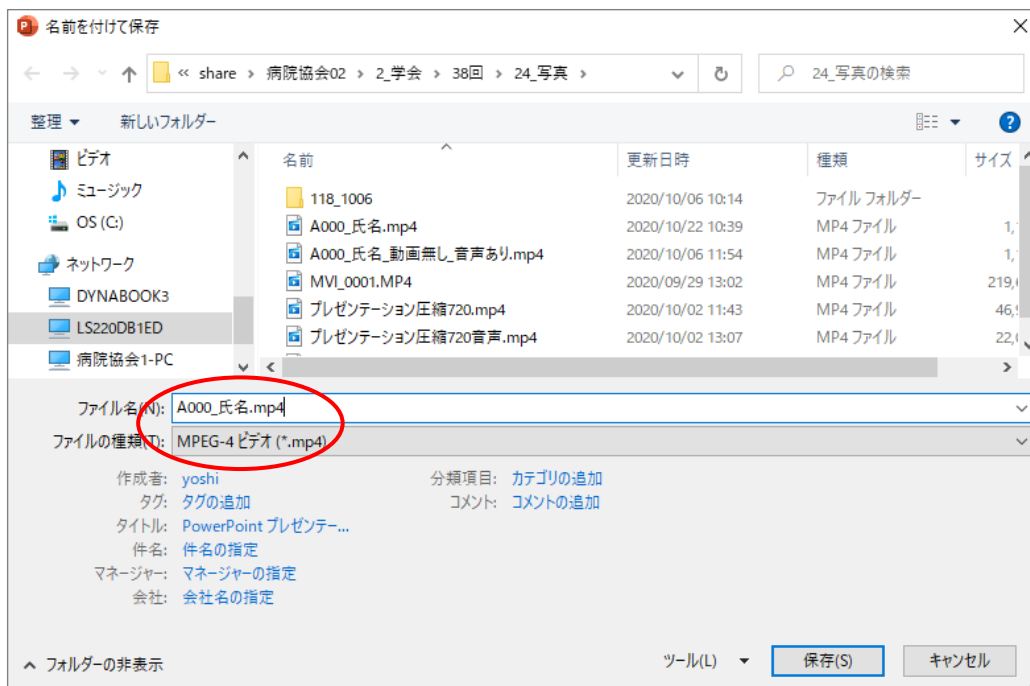 名前を付けて保存
« share › 病院協会02 › 2_学会 › 38回 › 24_写真 › 24_写真の検索
整理 新しいフォルダー
ビデオ 名前 更新日時 種類 サイズ
ミュージック 118_1006 2020/10/06 10:14 ファイル フォルダー
OS (C:) A000_氏名.mp4 2020/10/22 10:39 MP4 ファイル 1,
A000_氏名_動画無し_音声あり.mp4 2020/10/06 11:54 MP4 ファイル 1,
ネットワーク MVI_0001.MP4 2020/09/29 13:02 MP4 ファイル 219,
DYNABOOK3 プレゼンテーション圧縮720.mp4 2020/10/02 11:43 MP4 ファイル 46,
LS220DB1ED プレゼンテーション圧縮720音声.mp4 2020/10/02 13:07 MP4 ファイル 22,
病院協会1-PC
ファイル名(N): A000_氏名.mp4
ファイルの種類(T): MPEG-4 ビデオ (*.mp4)
作成者: yoshi 分類項目: カテゴリの追加
タグ: タグの追加 コメント: コメントの追加
タイトル: PowerPoint プレゼンテー...
件名: 件名の指定
マネージャー: マネージャーの指定
会社: 会社名の指定
フォルダーの非表示 ツール(L) 保存(S) キャンセル